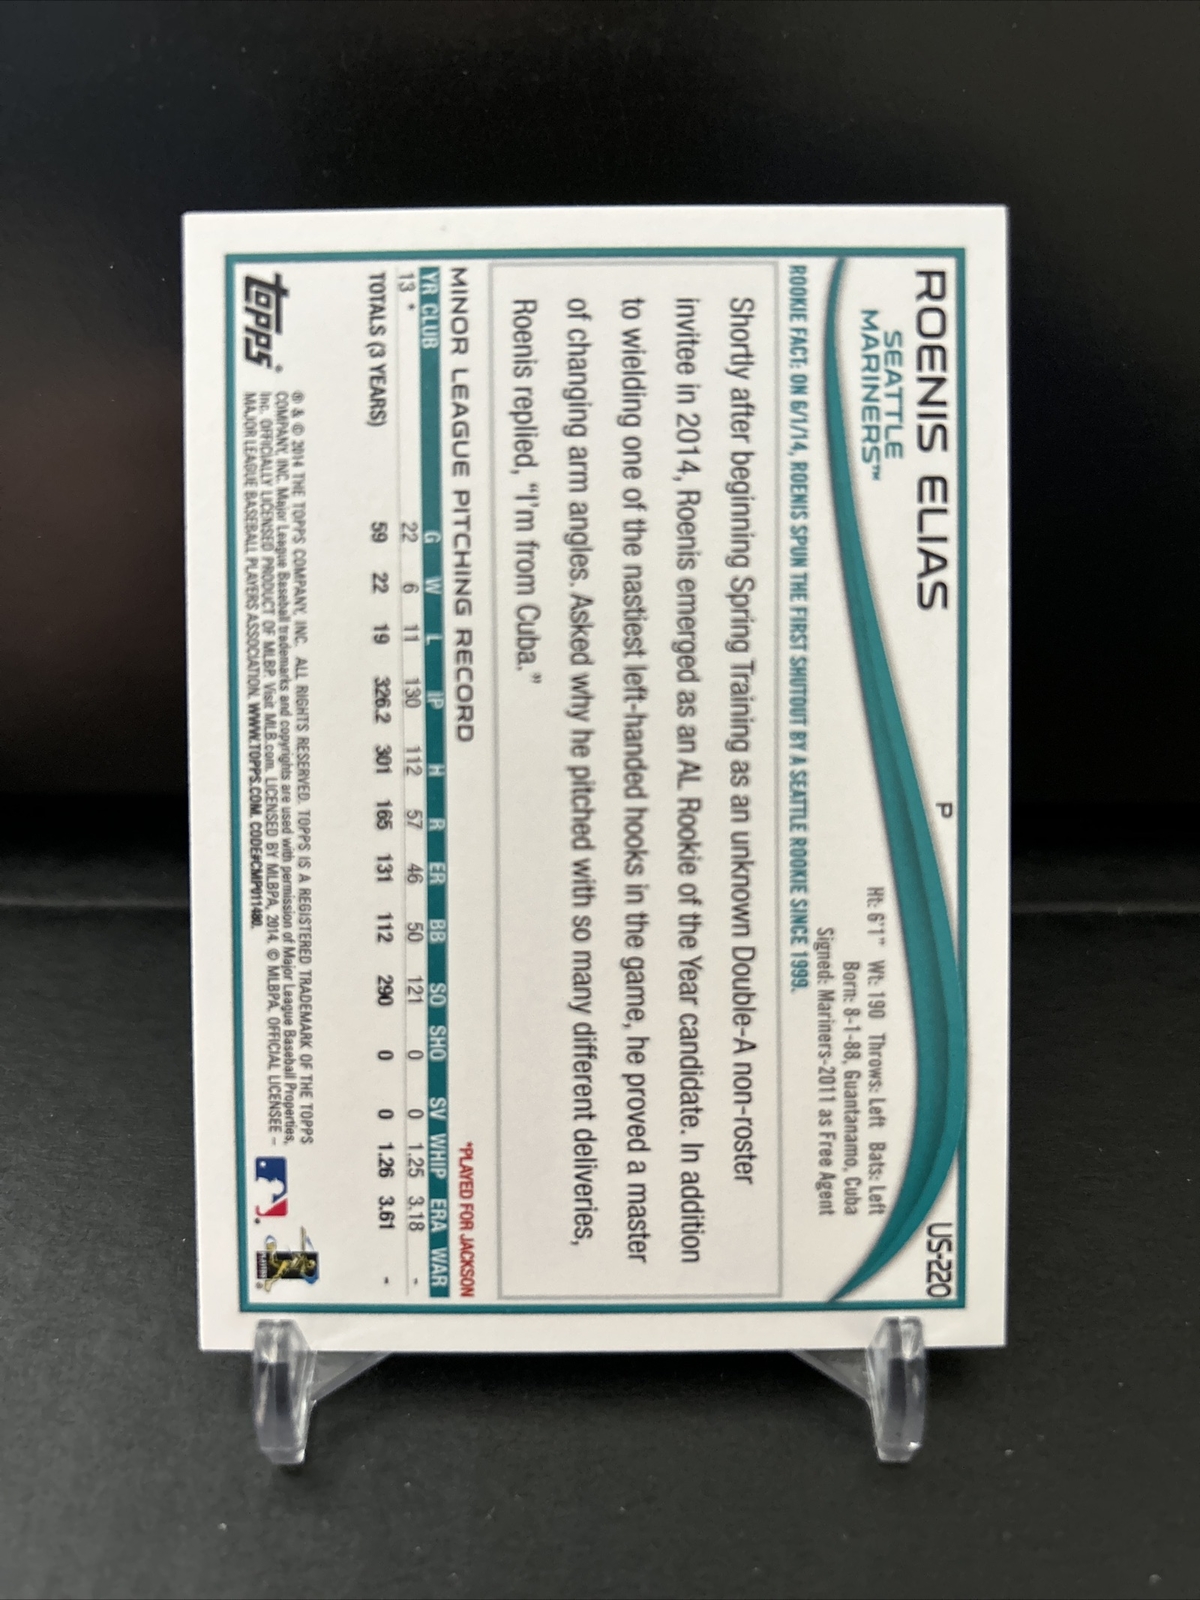 ROENIS ELIAS P US-220
SEATTLE
MARINERS™
Ht: 6'1" Wt: 190 Throws: Left Bats: Left
Born: 8-1-88, Guantanamo, Cuba
Signed: Mariners-2011 as Free Agent
ROOKIE FACT: ON 6/1/14, ROENIS SPUN THE FIRST SHUTOUT BY A SEATTLE ROOKIE SINCE 1999.
Shortly after beginning Spring Training as an unknown Double-A non-roster
invitee in 2014, Roenis emerged as an AL Rookie of the Year candidate. In addition
to wielding one of the nastiest left-handed hooks in the game, he proved a master
of changing arm angles. Asked why he pitched with so many different deliveries,
Roenis replied, “I'm from Cuba.”
MINOR LEAGUE PITCHING RECORD *PLAYED FOR JACKSON
YR CLUB G W L IP H R ER BB SO SHO SV WHIP ERA WAR
13 * 22 6 11 130 112 57 46 50 121 0 0 1.25 3.18 -
TOTALS (3 YEARS) 59 22 19 326.2 301 165 131 112 290 0 0 1.26 3.61 -
topps®
® & © 2014 THE TOPPS COMPANY, INC. ALL RIGHTS RESERVED. TOPPS IS A REGISTERED TRADEMARK OF THE TOPPS
COMPANY, INC. Major League Baseball trademarks and copyrights are used with permission of Major League Baseball Properties,
Inc. OFFICIALLY LICENSED PRODUCT OF MLBP. Visit MLB.com. LICENSED BY MLBPA, 2014. © MLBPA. OFFICIAL LICENSEE –
MAJOR LEAGUE BASEBALL PLAYERS ASSOCIATION. WWW.TOPPS.COM. CODE#CMP011480.